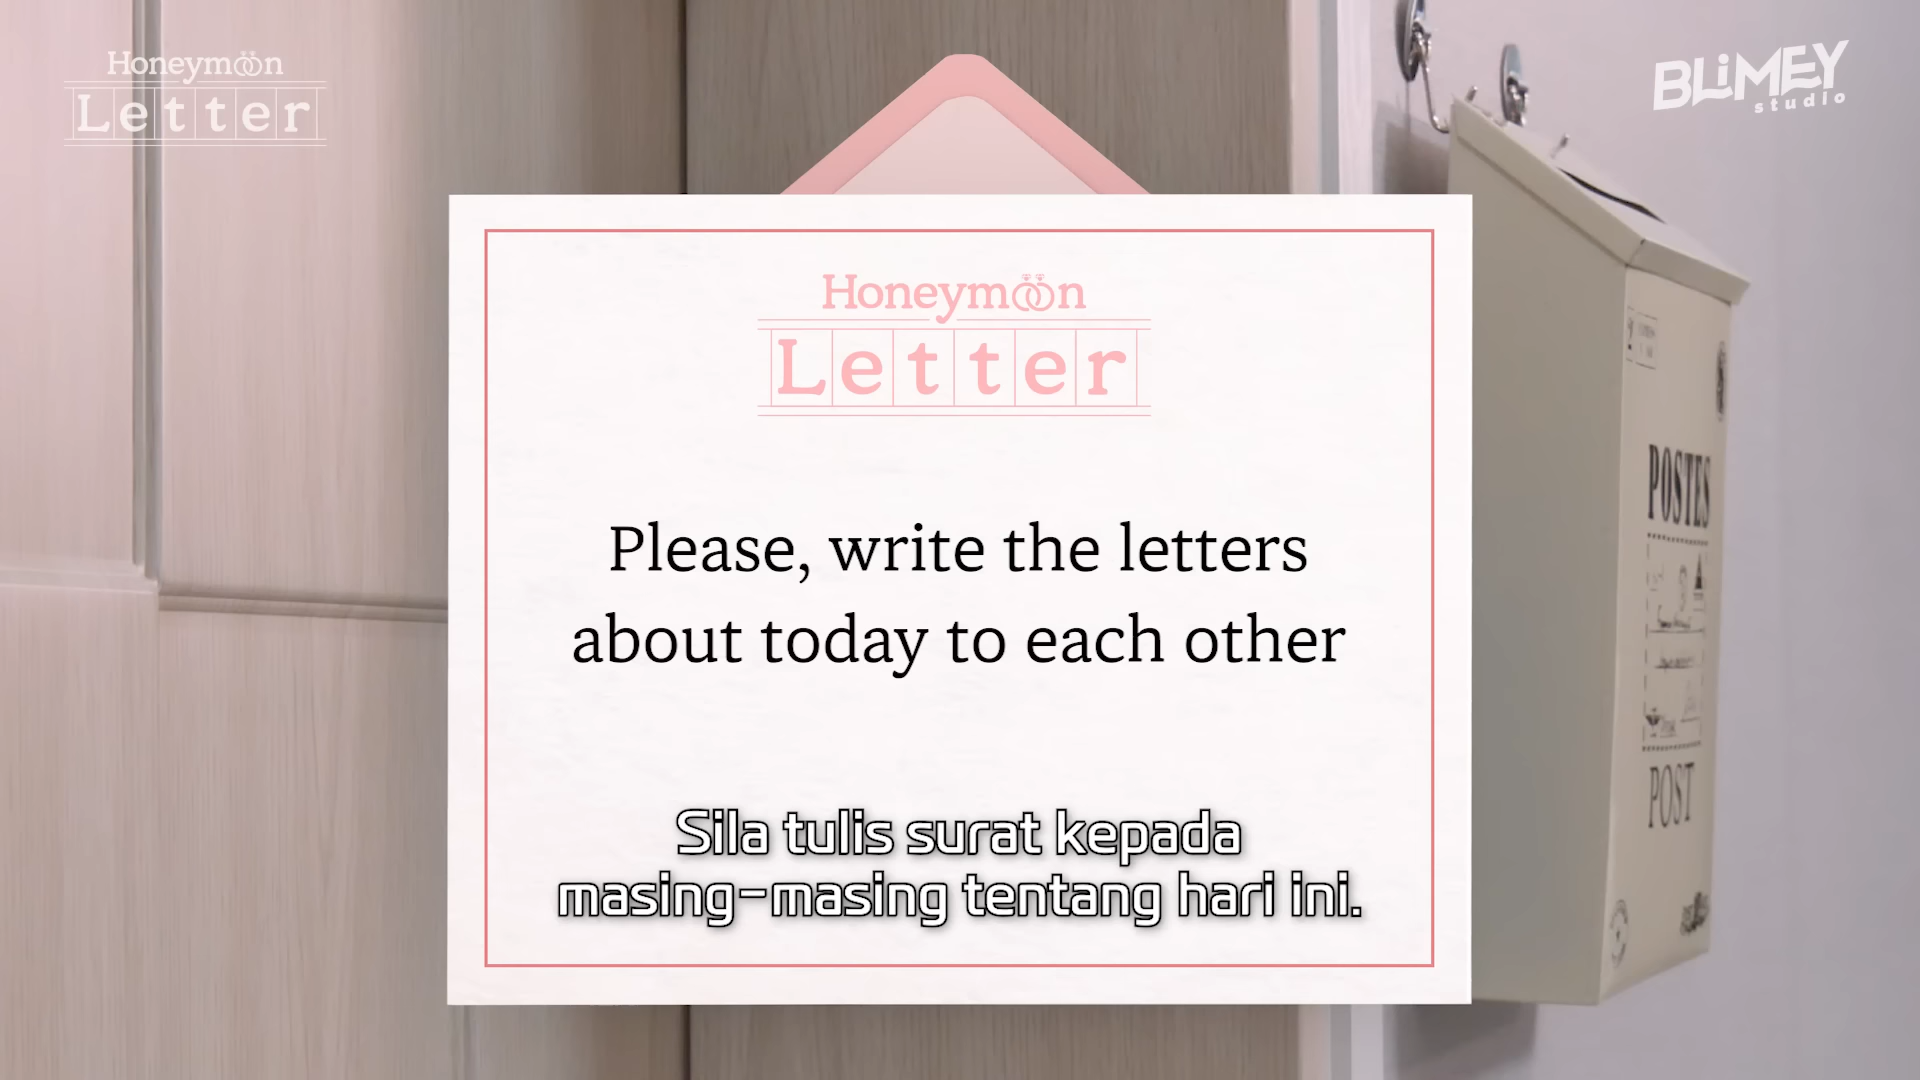 Honeymoon
Letter
BLiMEY
studio
Honeymoon
Letter
Please, write the letters
about today to each other
Sila tulis surat kepada
masing-masing tentang hari ini.
POSTES
POST